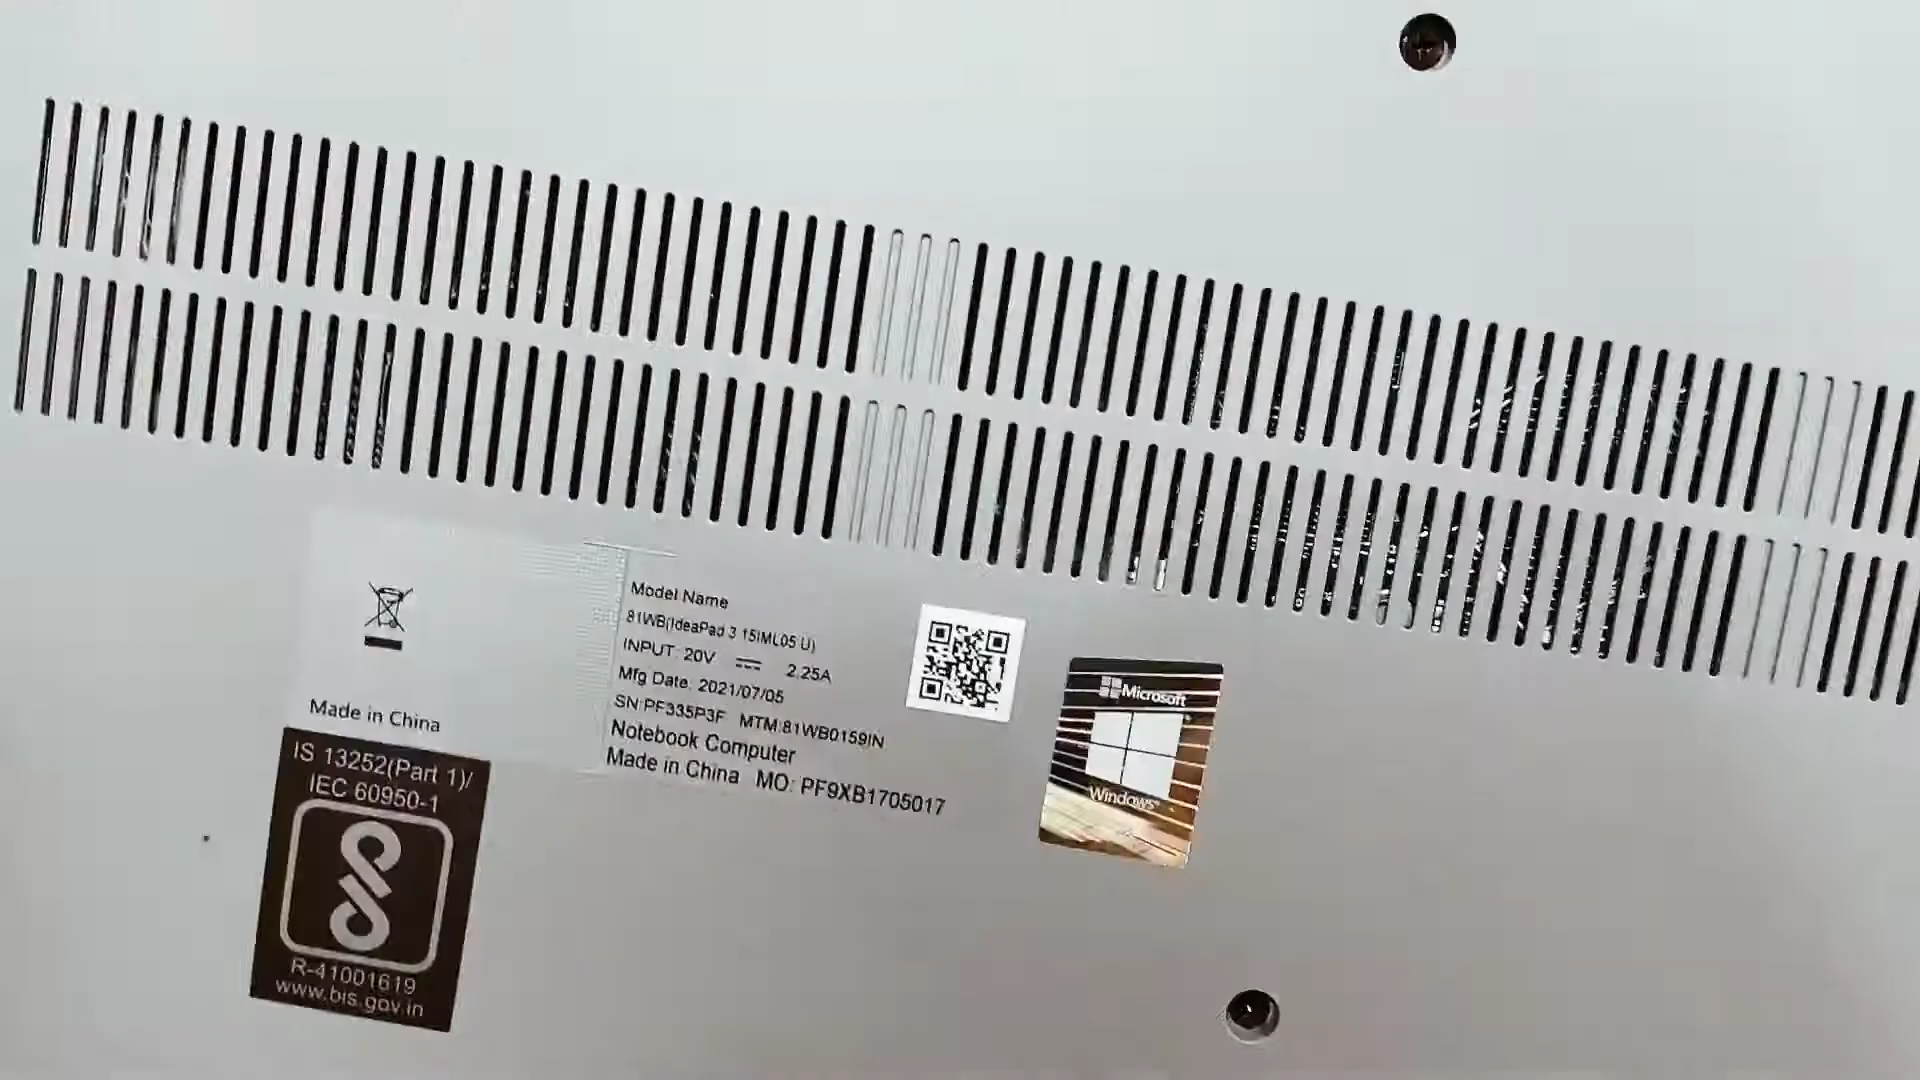 Model Name
81WB(IdeaPad 3 15IML05 U)
INPUT: 20V 2.25A
Mfg Date: 2021/07/05
SN:PF335P3F MTM:81WB0159IN
Notebook Computer
Made in China MO: PF9XB1705017
Made in China
IS 13252(Part 1)/
IEC 60950-1
R-41001619
www.bis.gov.in
Microsoft
Windows